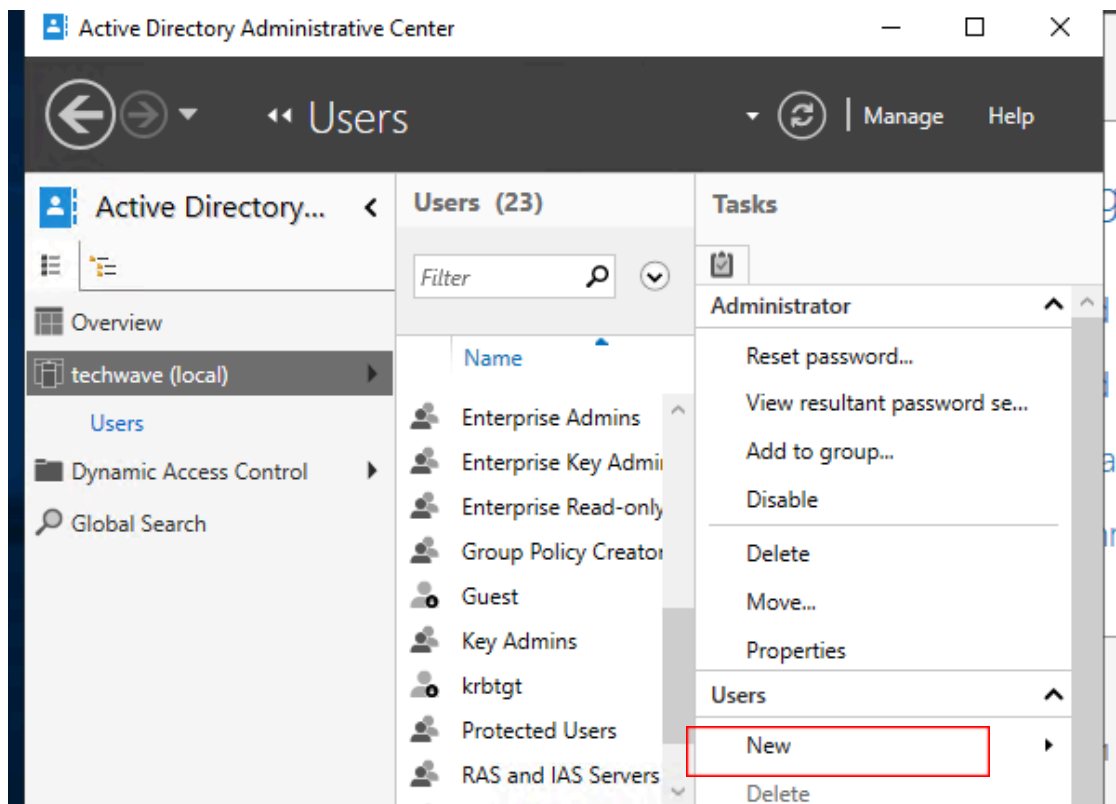 Active Directory Administrative Center
Users
Manage
Help
Active Directory...
Overview
techwave (local)
Users
Dynamic Access Control
Global Search
Users (23)
Filter
Name
Enterprise Admins
Enterprise Key Admi
Enterprise Read-only
Group Policy Creator
Guest
Key Admins
krbtgt
Protected Users
RAS and IAS Servers
Tasks
Administrator
Reset password...
View resultant password se...
Add to group...
Disable
Delete
Move...
Properties
Users
New
Delete